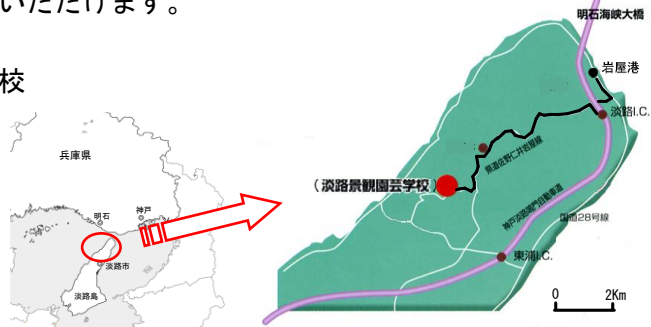 いただけます。
校
兵庫県
明石
神戸
淡路市
淡路島
明石海峡大橋
岩屋港
淡路I.C.
県道佐野仁井岩屋線
(淡路景観園芸学校)
神戸淡路鳴門自動車道
国道28号線
東浦I.C.
0 2Km